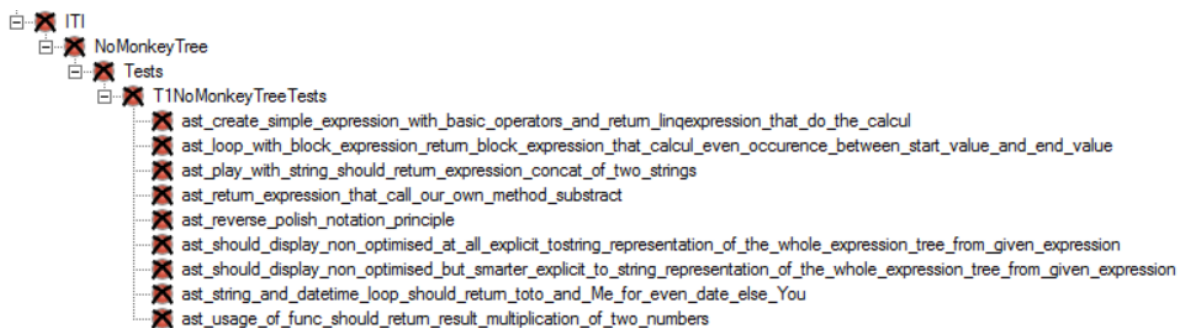 ITI
NoMonkeyTree
Tests
T1NoMonkeyTreeTests
ast_create_simple_expression_with_basic_operators_and_return_linqexpression_that_do_the_calcul
ast_loop_with_block_expression_return_block_expression_that_calcul_even_occurence_between_start_value_and_end_value
ast_play_with_string_should_return_expression_concat_of_two_strings
ast_return_expression_that_call_our_own_method_substract
ast_reverse_polish_notation_principle
ast_should_display_non_optimised_at_all_explicit_tostring_representation_of_the_whole_expression_tree_from_given_expression
ast_should_display_non_optimised_but_smarter_explicit_to_string_representation_of_the_whole_expression_tree_from_given_expression
ast_string_and_datetime_loop_should_return_toto_and_Me_for_even_date_else_You
ast_usage_of_func_should_return_result_multiplication_of_two_numbers